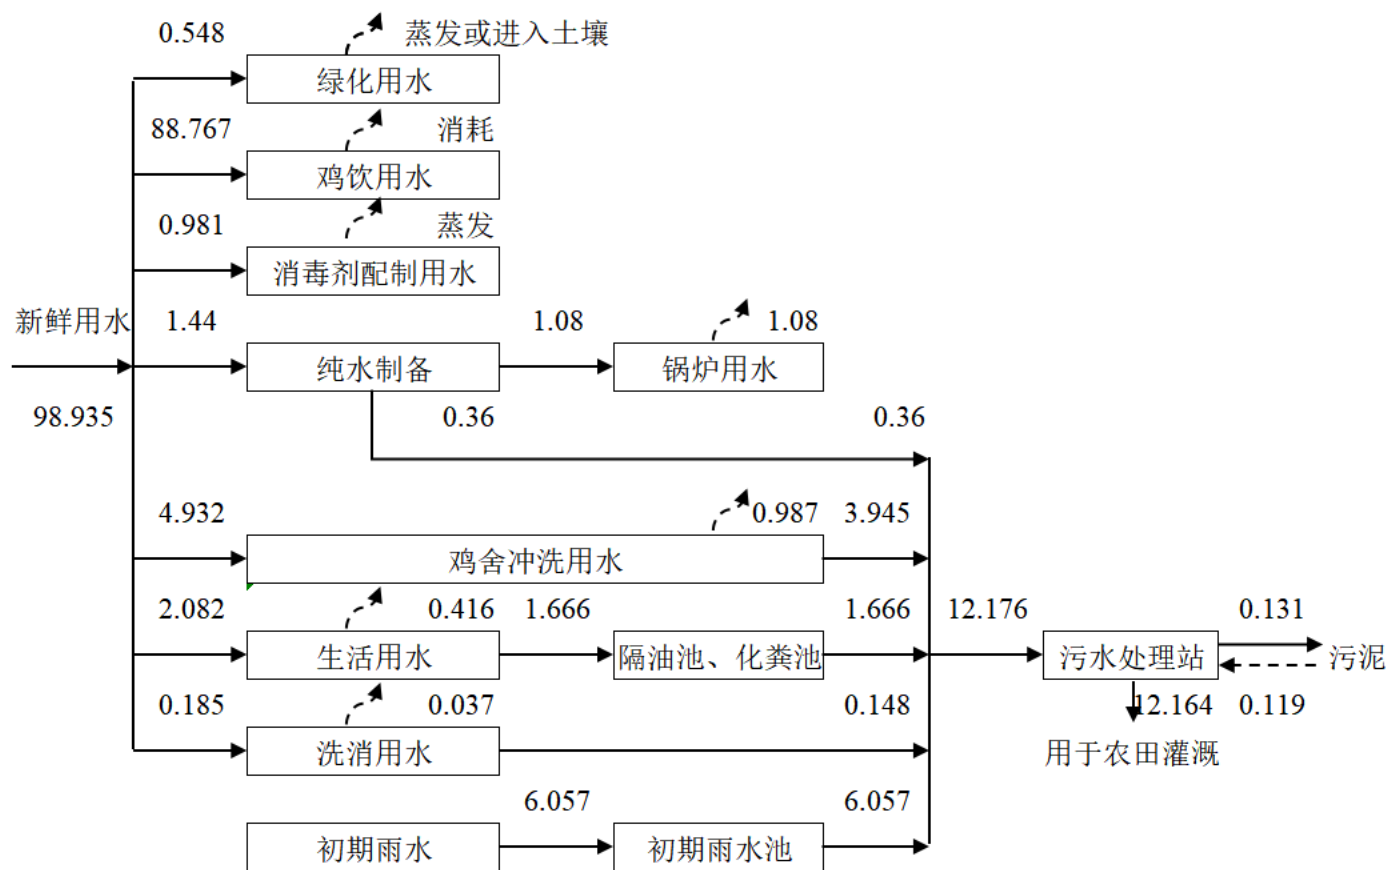 0.548 蒸发或进入土壤
绿化用水
88.767 消耗
鸡饮用水
0.981 蒸发
消毒剂配制用水
新鲜用水 1.44 1.08 1.08
纯水制备 锅炉用水
98.935 0.36 0.36
4.932 0.987 3.945
鸡舍冲洗用水
2.082 0.416 1.666 1.666 12.176 0.131
生活用水 隔油池、化粪池 污水处理站 污泥
0.185 0.037 0.148 12.164 0.119
洗消用水 用于农田灌溉
6.057 6.057
初期雨水 初期雨水池